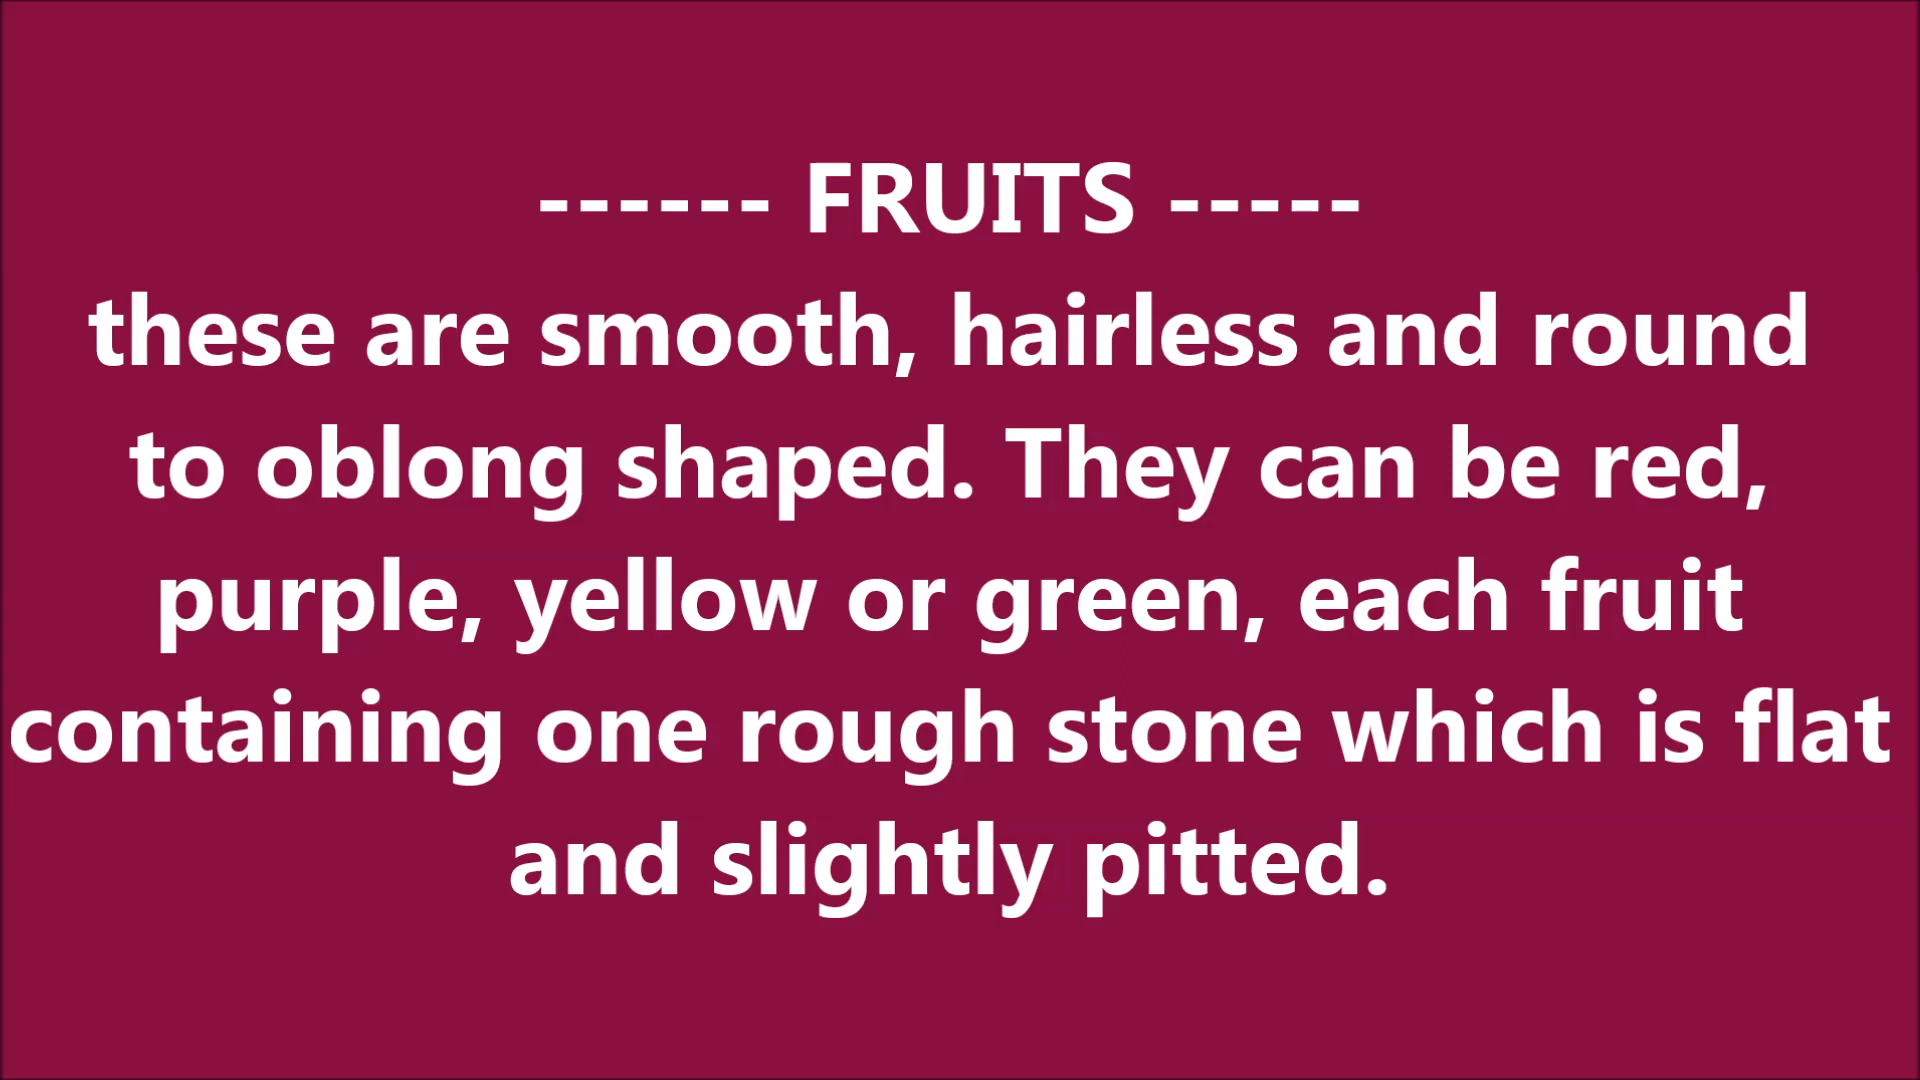 ------ FRUITS -----
these are smooth, hairless and round
to oblong shaped. They can be red,
purple, yellow or green, each fruit
containing one rough stone which is flat
and slightly pitted.